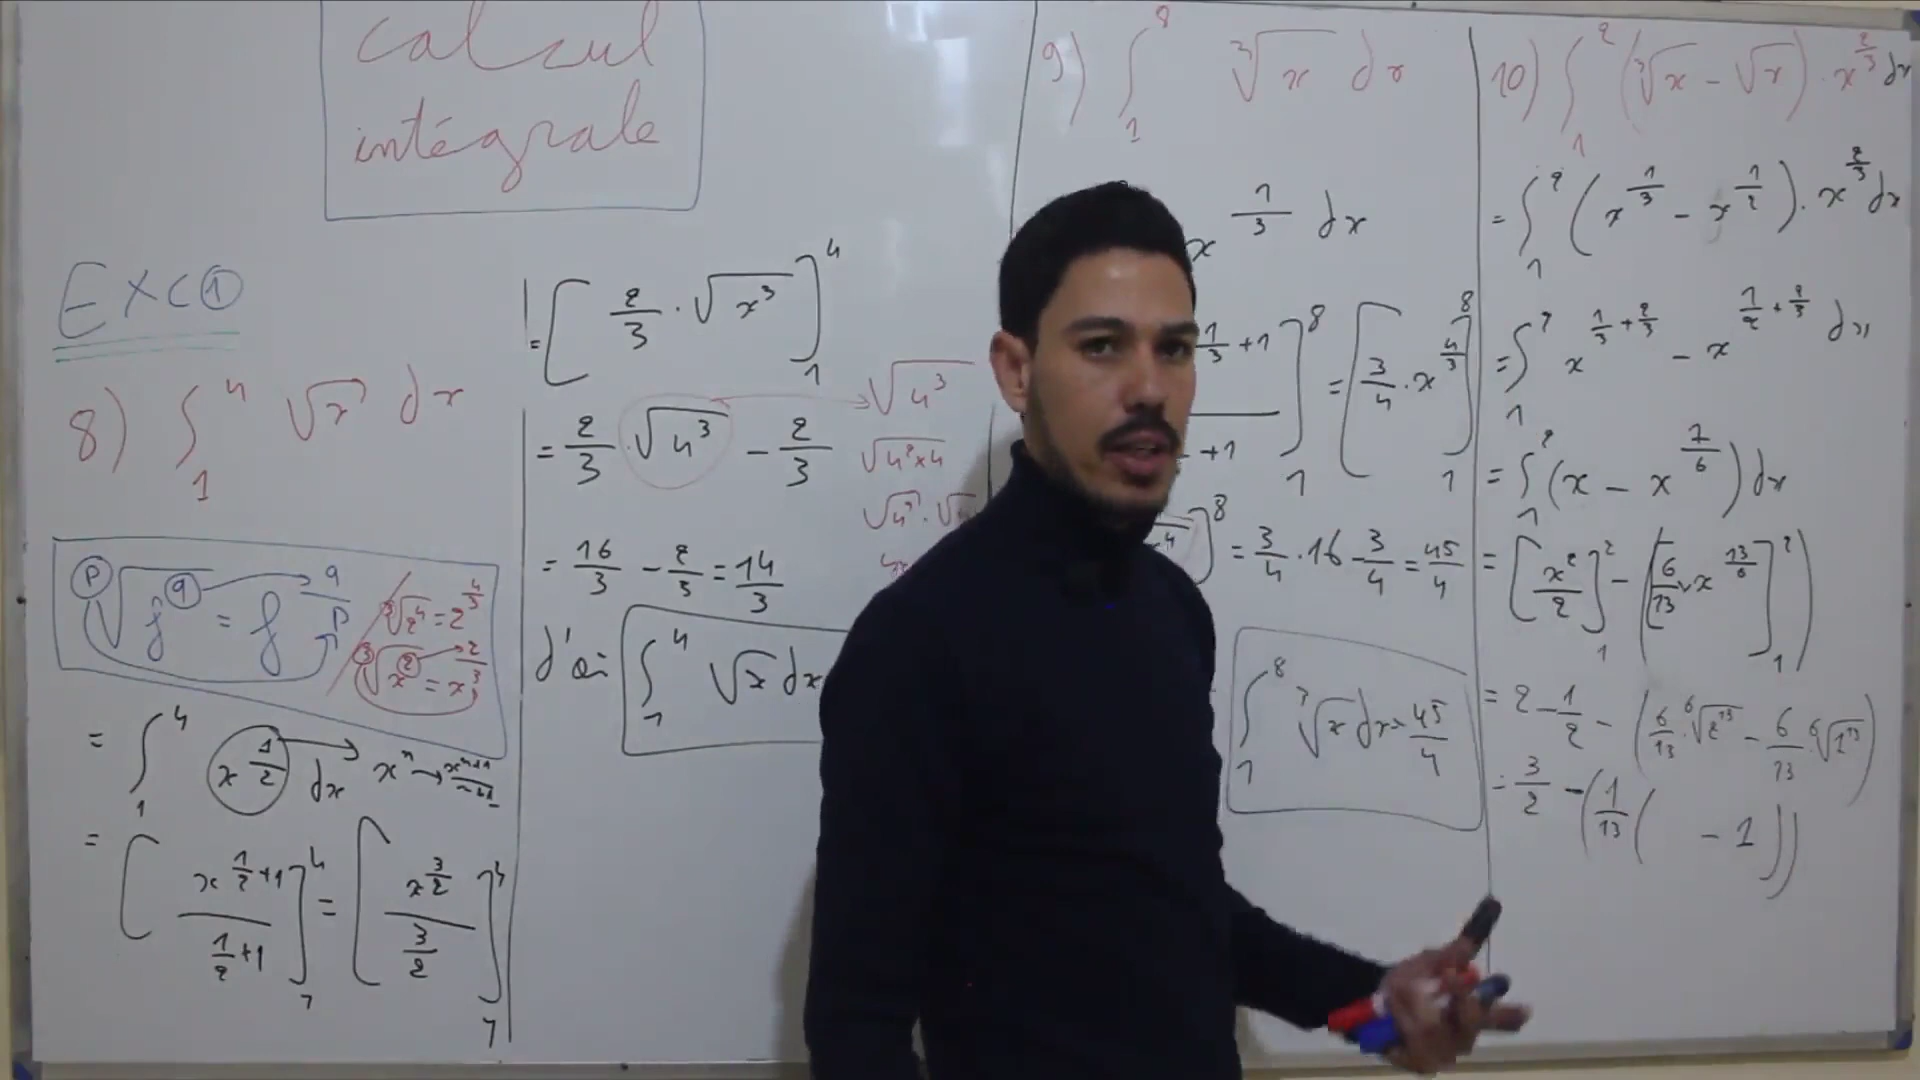 calcul
intégrale
Exc ①
8) ∫₁⁴ √x dx
ᵖ√(f^q) = f^(q/p)
³√(2⁴) = 2^(4/3)
³√(x²) = x^(2/3)
= ∫₁⁴ x^(1/2) dx → xⁿ →
= [x^(1/2+1) / (1/2+1)]₁⁴ = [x^(3/2) / (3/2)]₁⁴
= [2/3 · √(x³)]₁⁴
= 2/3 · √(4³) − 2/3
√(4³)
√(4²×4)
√(4²) · √
= 16/3 − 2/3 = 14/3
d'où ∫₁⁴ √x dx
9) ∫₁⁸ ³√x dx
x^(1/3) dx
1/3 + 1 ]₁⁸ = [3/4 · x^(4/3)]₁⁸
+1
]⁸ = 3/4 · 16 − 3/4 = 45/4
∫₁⁸ ³√x dx = 45/4
10) ∫₁² (³√x − √x) · x^(2/3) dx
= ∫₁² (x^(1/3) − x^(1/2)) · x^(2/3) dx
= ∫₁² x^(1/3+2/3) − x^(1/2+2/3) dx
= ∫₁² (x − x^(7/6)) dx
= [x²/2]₁² − ([6/13 × x^(13/6)]₁²)
= 2 − 1/2 − (6/13 · ⁶√(2¹³) − 6/13 · ⁶√(1¹³))
= 3/2 − (1/13 ( − 1))